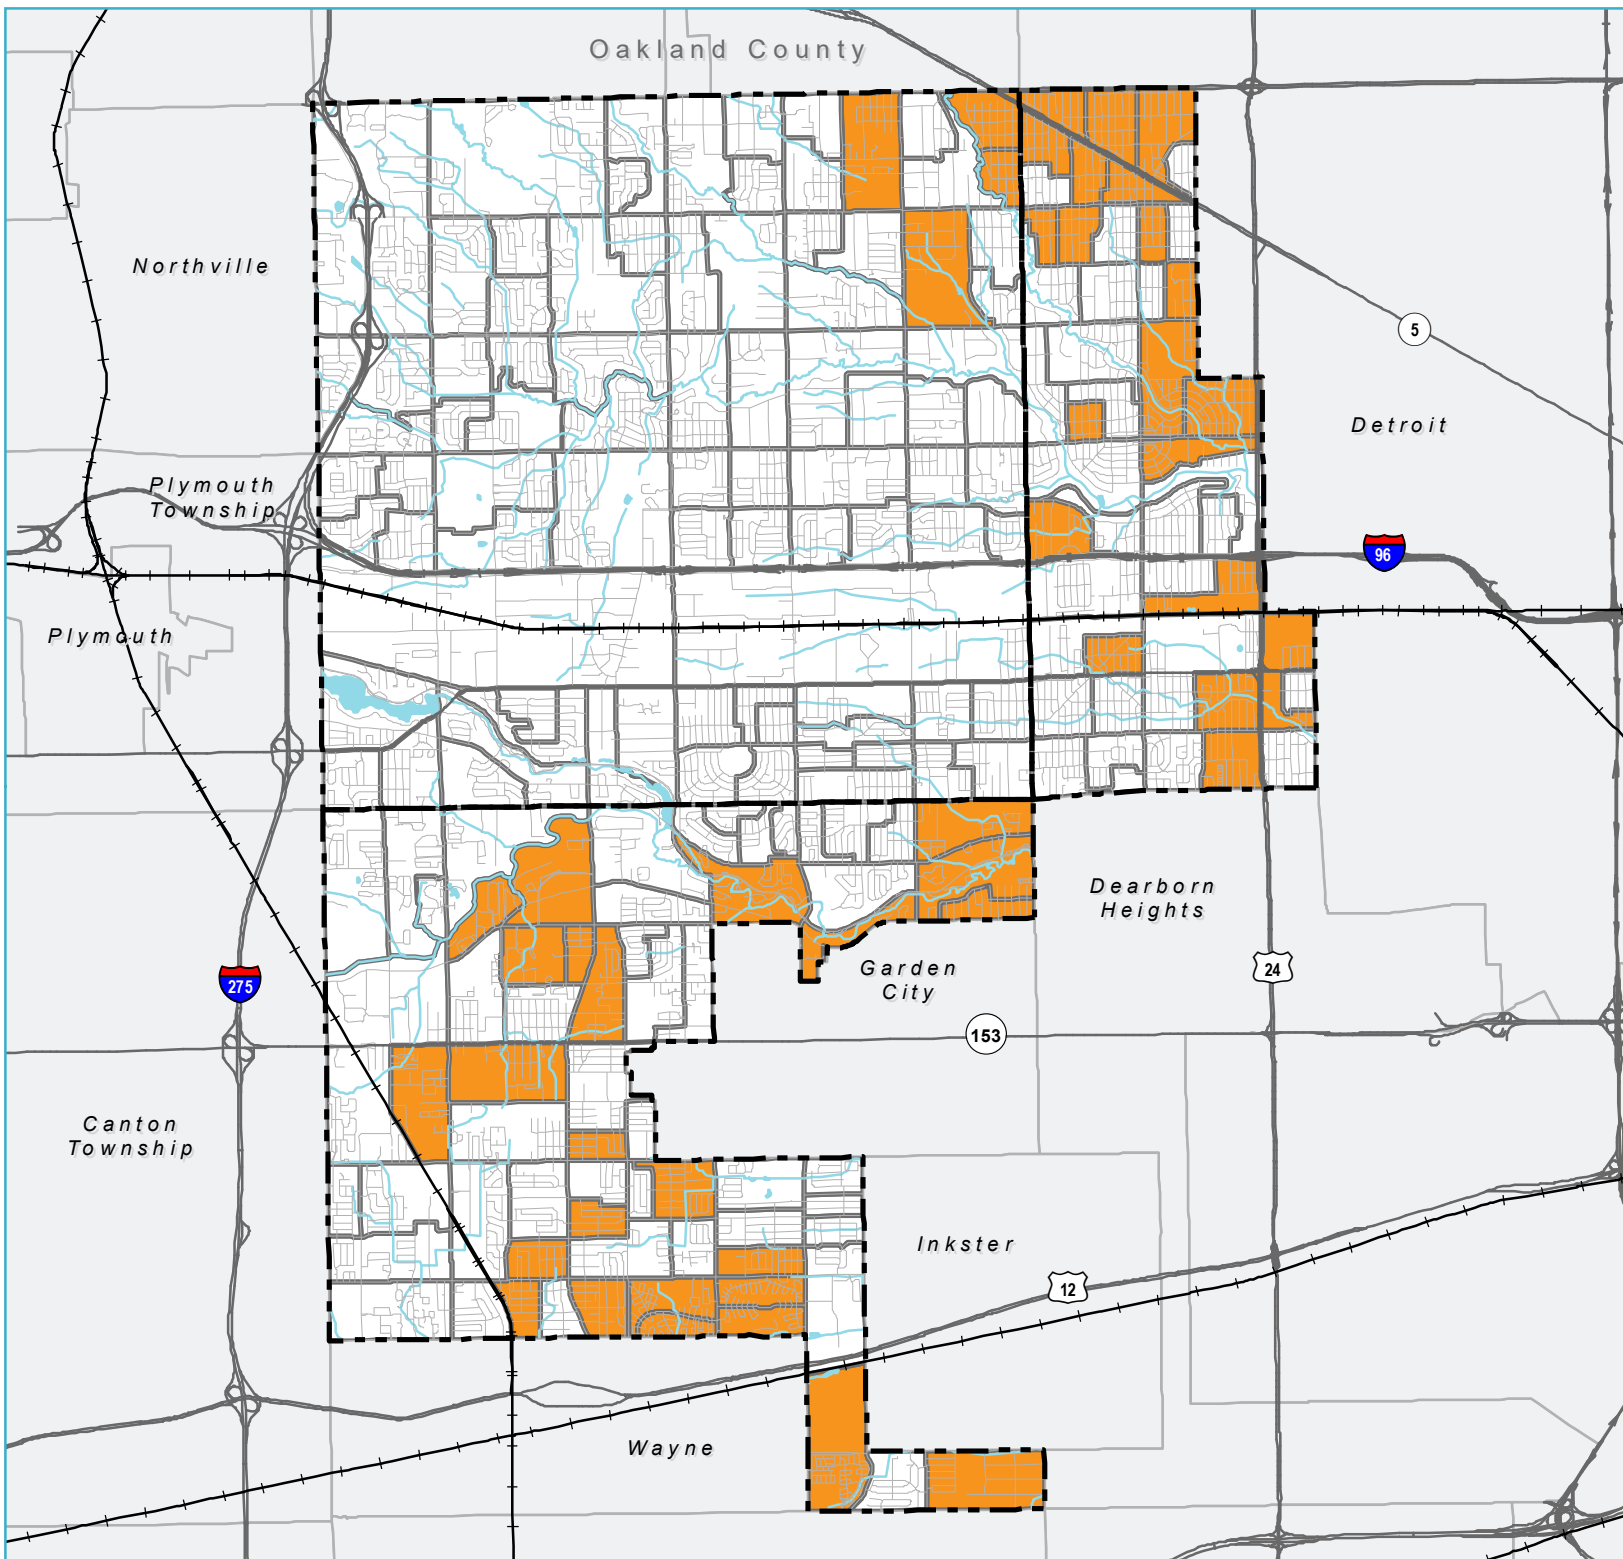 Oakland County
Northville
5
Detroit
Plymouth
Township
96
Plymouth
Dearborn
Heights
Garden
City
24
275
153
Canton
Township
Inkster
12
Wayne